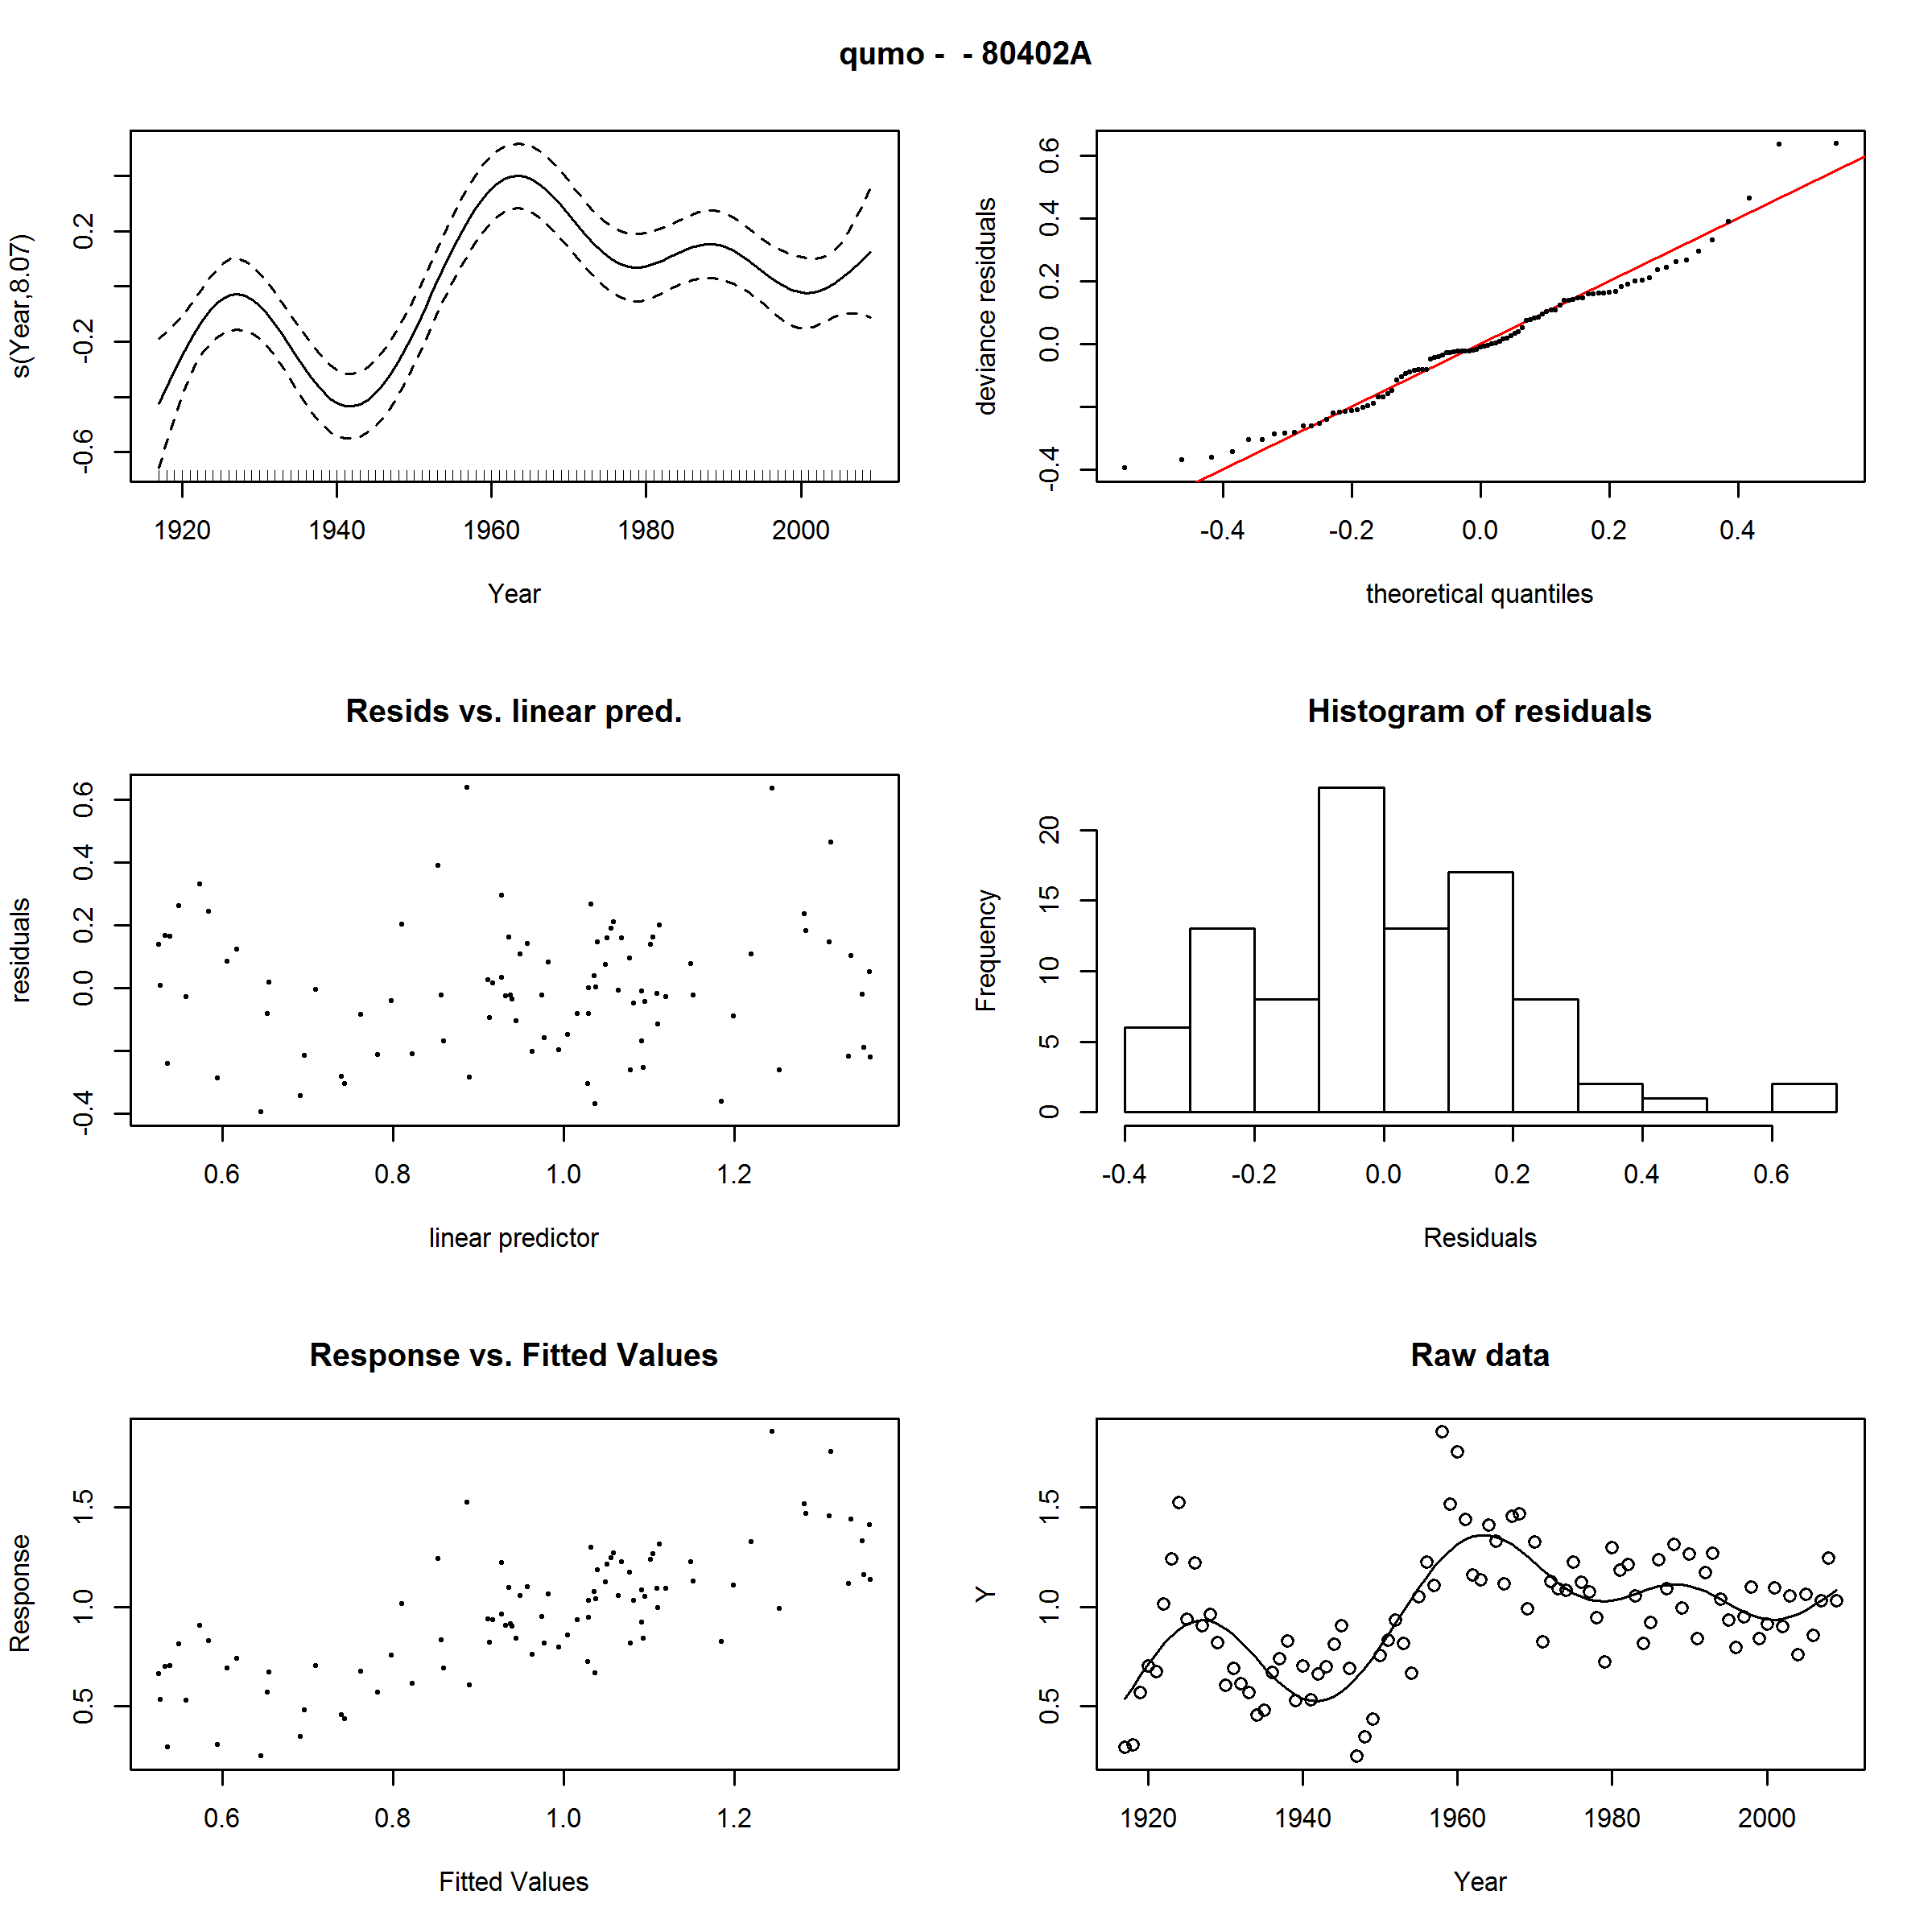 qumo -  - 80402A
s(Year,8.07)
0.2
-0.2
-0.6
1920 1940 1960 1980 2000
Year
deviance residuals
0.6
0.4
0.2
0.0
-0.4
-0.4 -0.2 0.0 0.2 0.4
theoretical quantiles
Resids vs. linear pred.
residuals
0.6
0.4
0.2
0.0
-0.4
0.6 0.8 1.0 1.2
linear predictor
Histogram of residuals
Frequency
20
15
10
5
0
-0.4 -0.2 0.0 0.2 0.4 0.6
Residuals
Response vs. Fitted Values
Response
1.5
1.0
0.5
0.6 0.8 1.0 1.2
Fitted Values
Raw data
Y
1.5
1.0
0.5
1920 1940 1960 1980 2000
Year